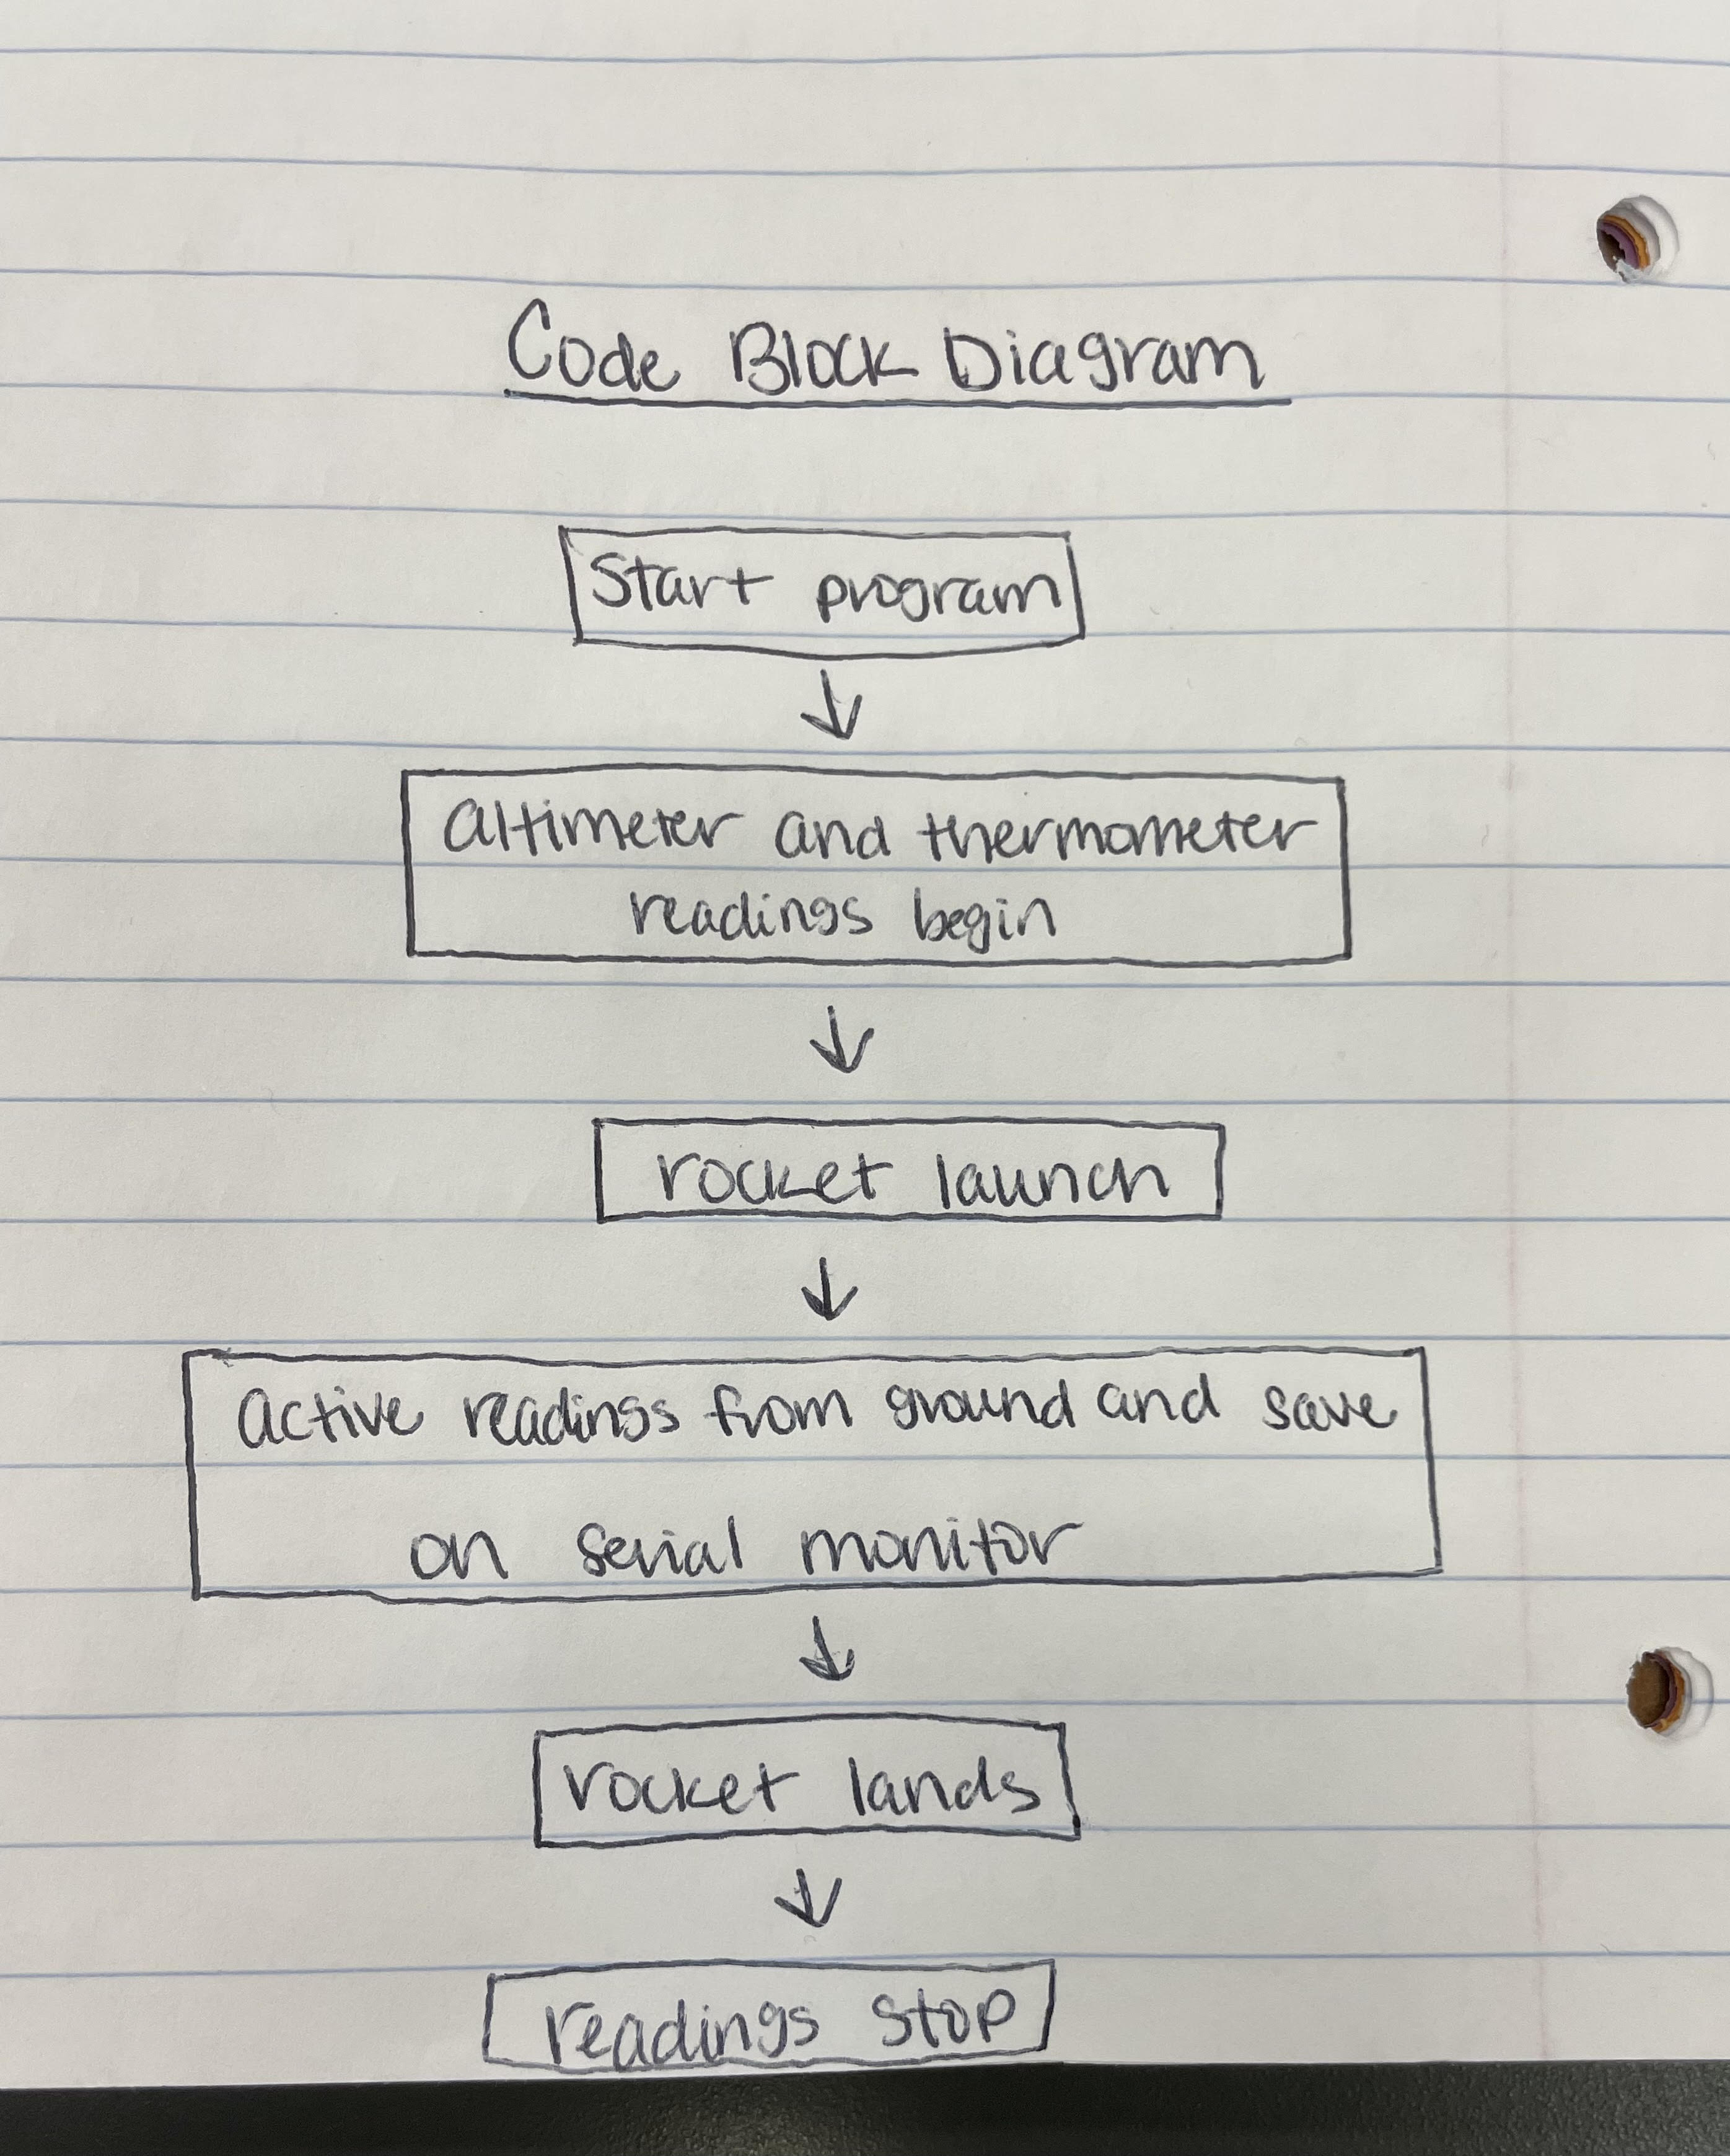 Code Block Diagram
Start program
altimeter and thermometer
readings begin
rocket launch
active readings from ground and save
on serial monitor
rocket lands
readings stop